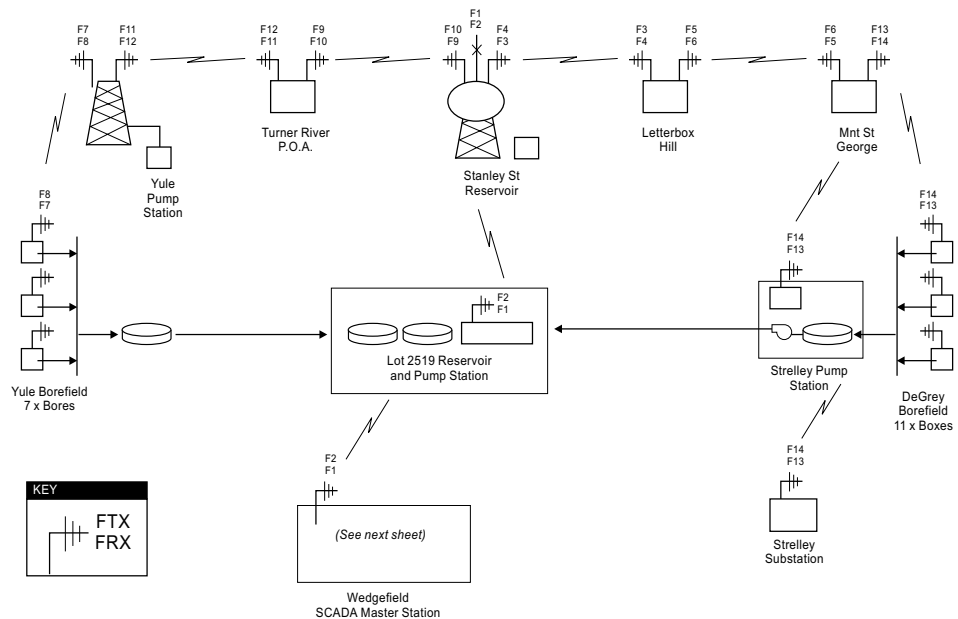 F7
F8
F11
F12
F12
F11
F9
F10
F10
F9
F1
F2
F4
F3
F3
F4
F5
F6
F6
F5
F13
F14
Yule
Pump
Station
Turner River
P.O.A.
Stanley St
Reservoir
Letterbox
Hill
Mnt St
George
F8
F7
F14
F13
F14
F13
F2
F1
Lot 2519 Reservoir
and Pump Station
Strelley Pump
Station
Yule Borefield
7 x Bores
DeGrey
Borefield
11 x Boxes
F2
F1
F14
F13
KEY
FTX
FRX
(See next sheet)
Strelley
Substation
Wedgefield
SCADA Master Station